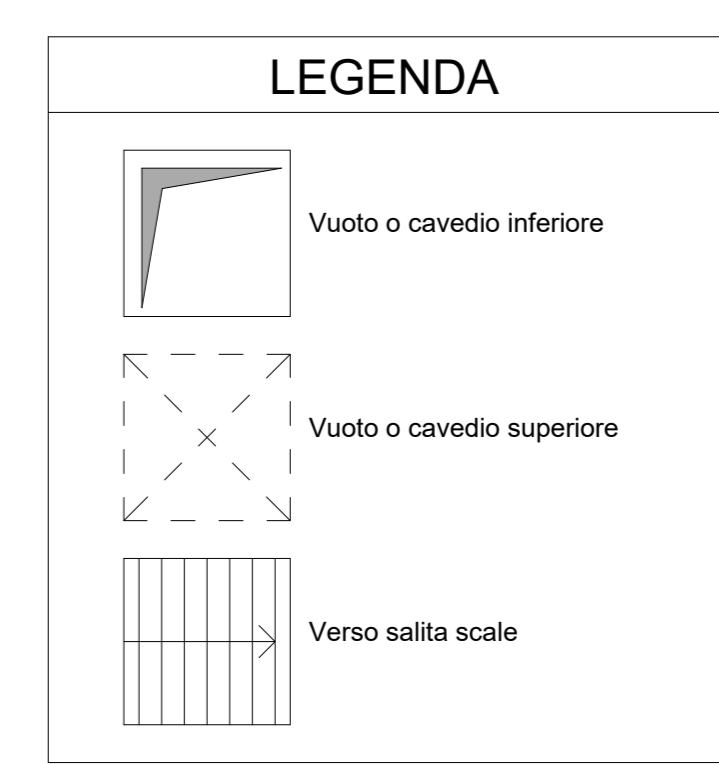 LEGENDA
Vuoto o cavedio inferiore
Vuoto o cavedio superiore
Verso salita scale